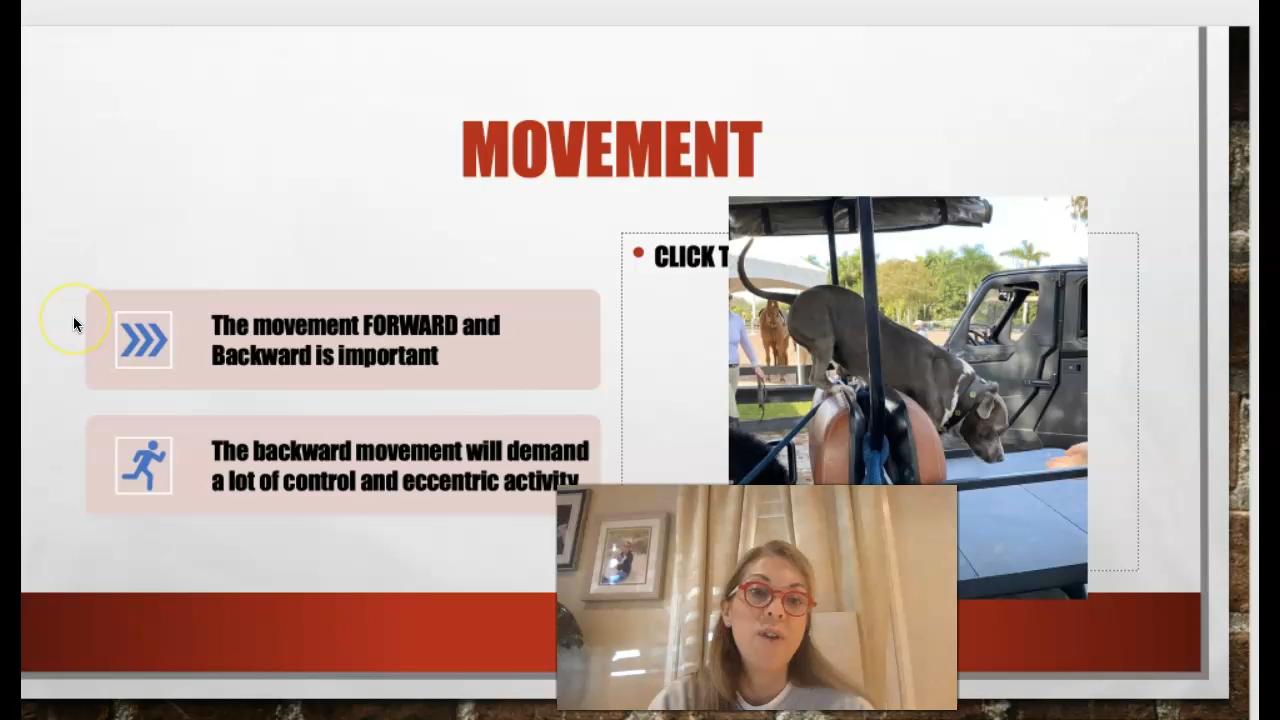 MOVEMENT
CLICK
The movement FORWARD and
Backward is important
The backward movement will demand
a lot of control and eccentric activity